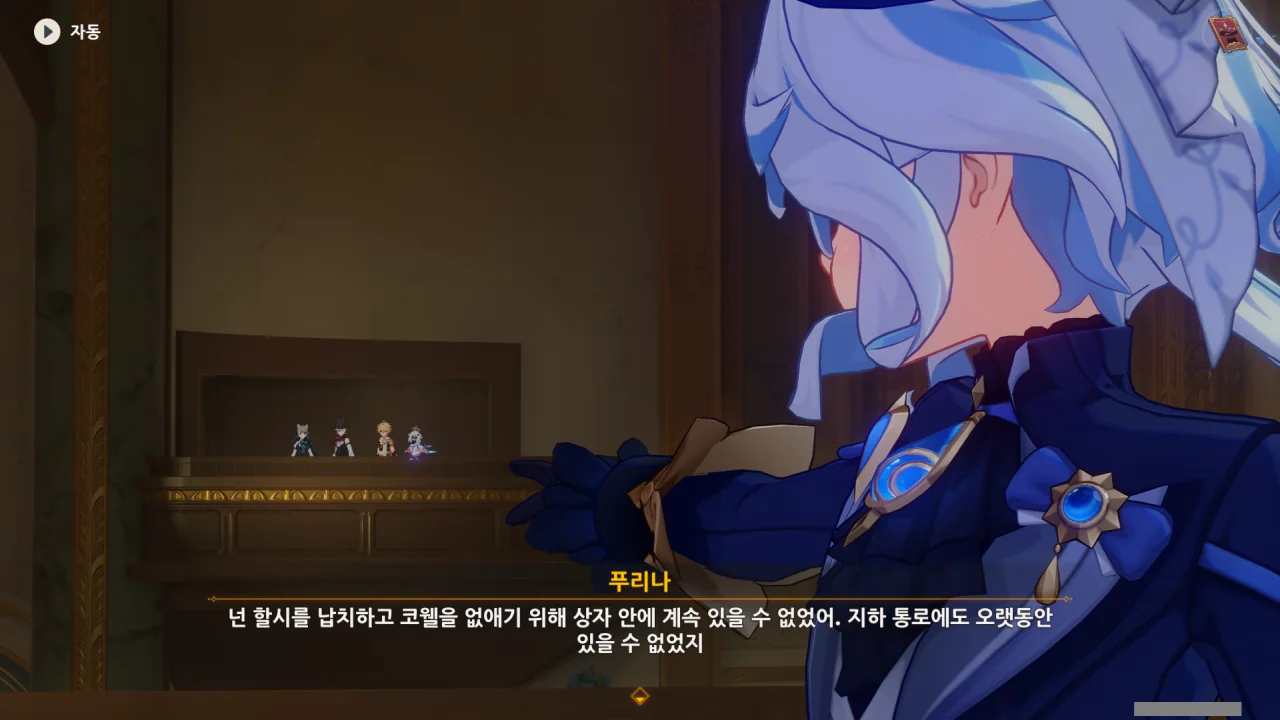 자동
푸리나
넌 할시를 납치하고 코웰을 없애기 위해 상자 안에 계속 있을 수 없었어. 지하 통로에도 오랫동안
있을 수 없었지